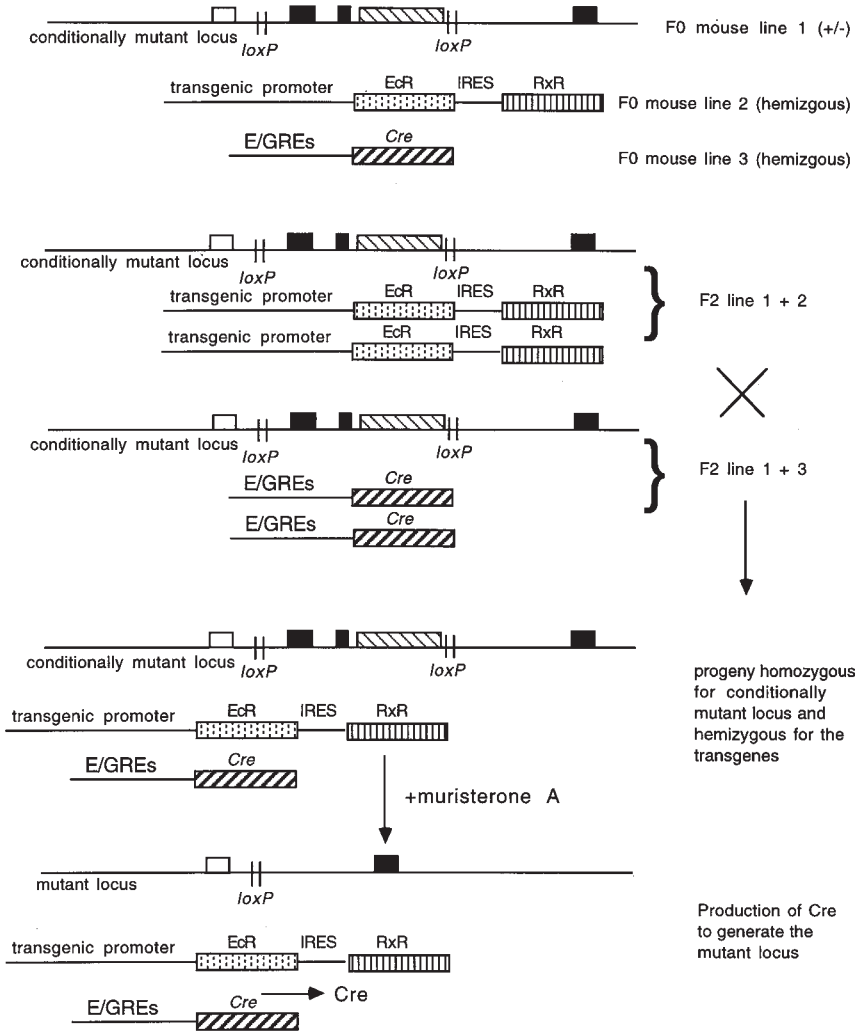 conditionally mutant locus
loxP
loxP
F0 mouse line 1 (+/-)
transgenic promoter
EcR
IRES
RxR
F0 mouse line 2 (hemizgous)
E/GREs
Cre
F0 mouse line 3 (hemizgous)
conditionally mutant locus
loxP
loxP
transgenic promoter
EcR
IRES
RxR
transgenic promoter
EcR
IRES
RxR
F2 line 1 + 2
conditionally mutant locus
loxP
loxP
E/GREs
Cre
E/GREs
Cre
F2 line 1 + 3
conditionally mutant locus
loxP
loxP
transgenic promoter
EcR
IRES
RxR
E/GREs
Cre
progeny homozygous
for conditionally
mutant locus and
hemizygous for the
transgenes
+muristerone A
mutant locus
loxP
transgenic promoter
EcR
IRES
RxR
E/GREs
Cre
Cre
Production of Cre
to generate the
mutant locus